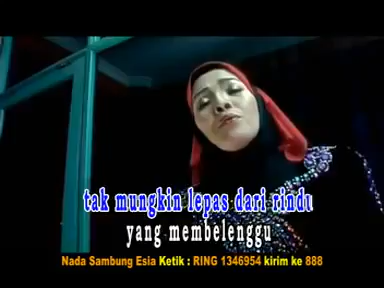 tak mungkin lepas dari rindu
yang membelenggu
Nada Sambung Esia Ketik : RING 1346954 kirim ke 888